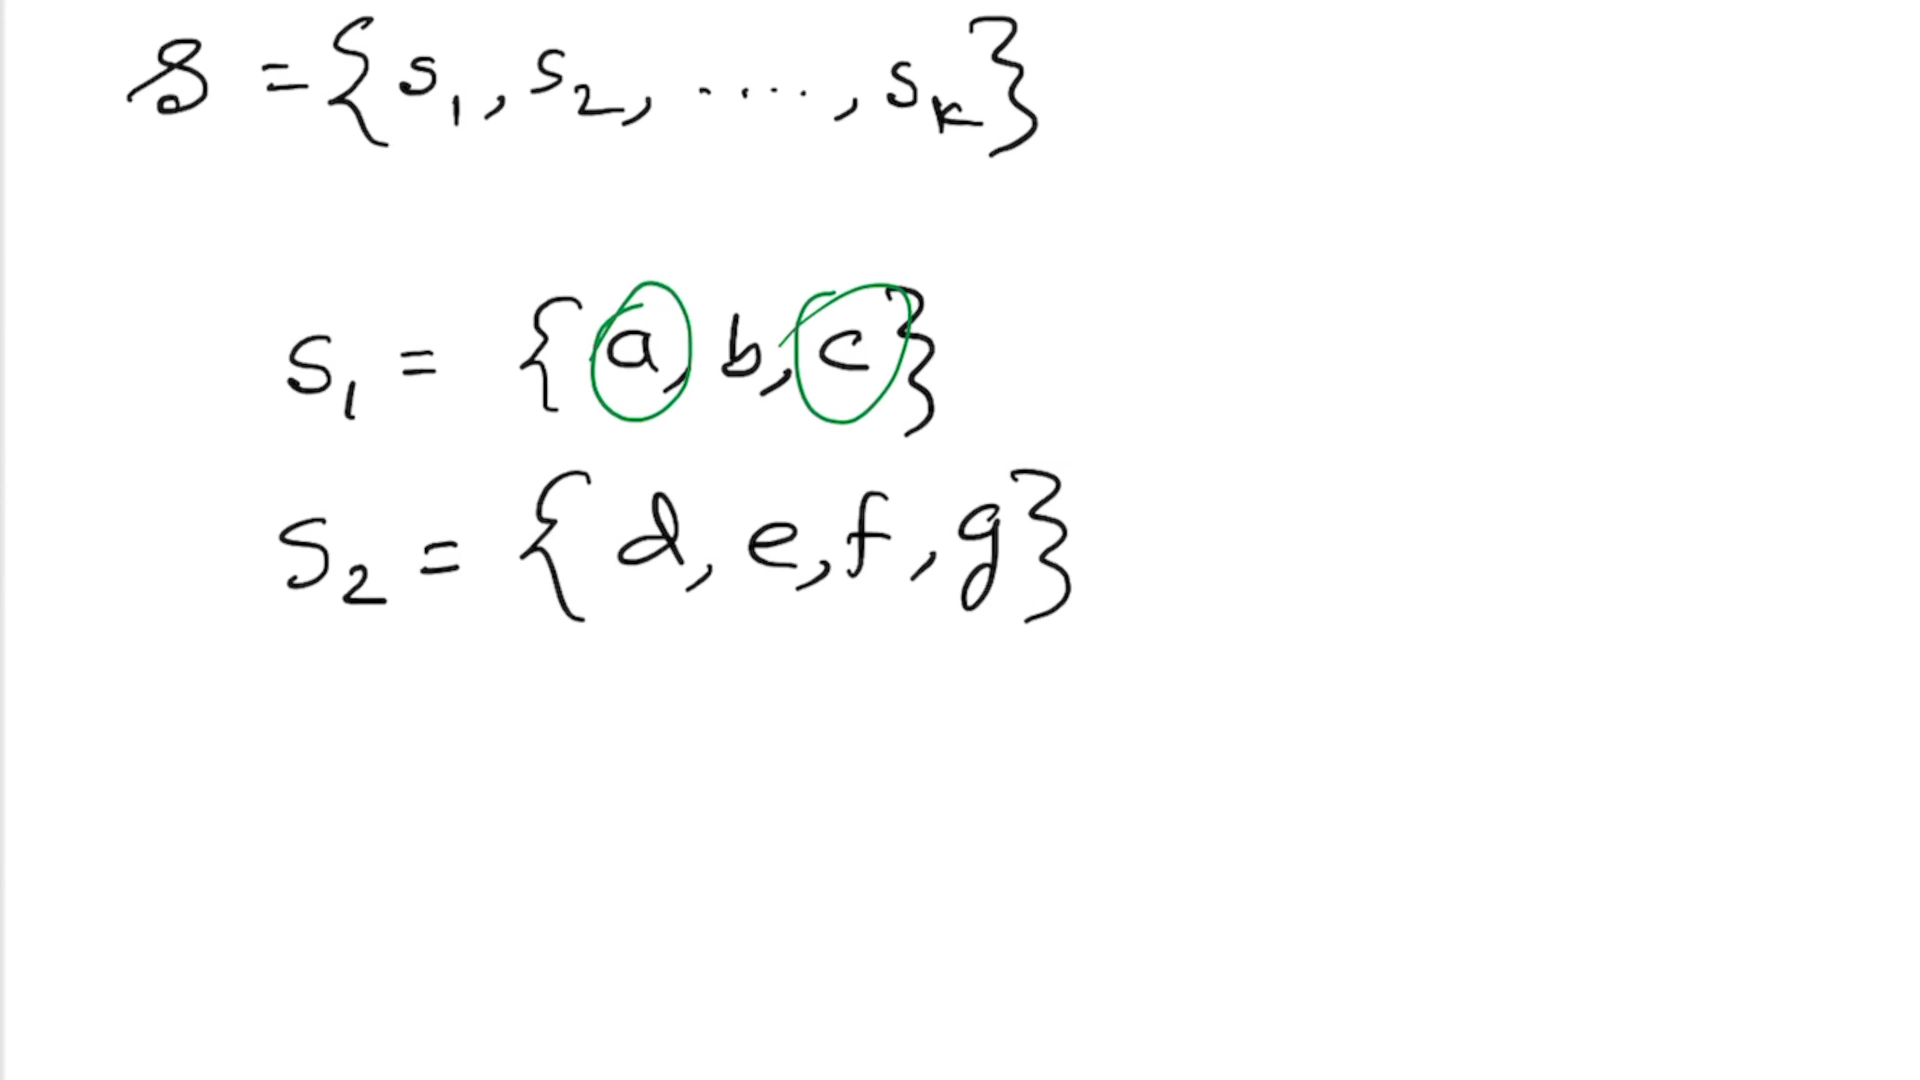 S = {s₁, s₂, ....., sₖ}
s₁ = {a, b, c}
s₂ = {d, e, f, g}